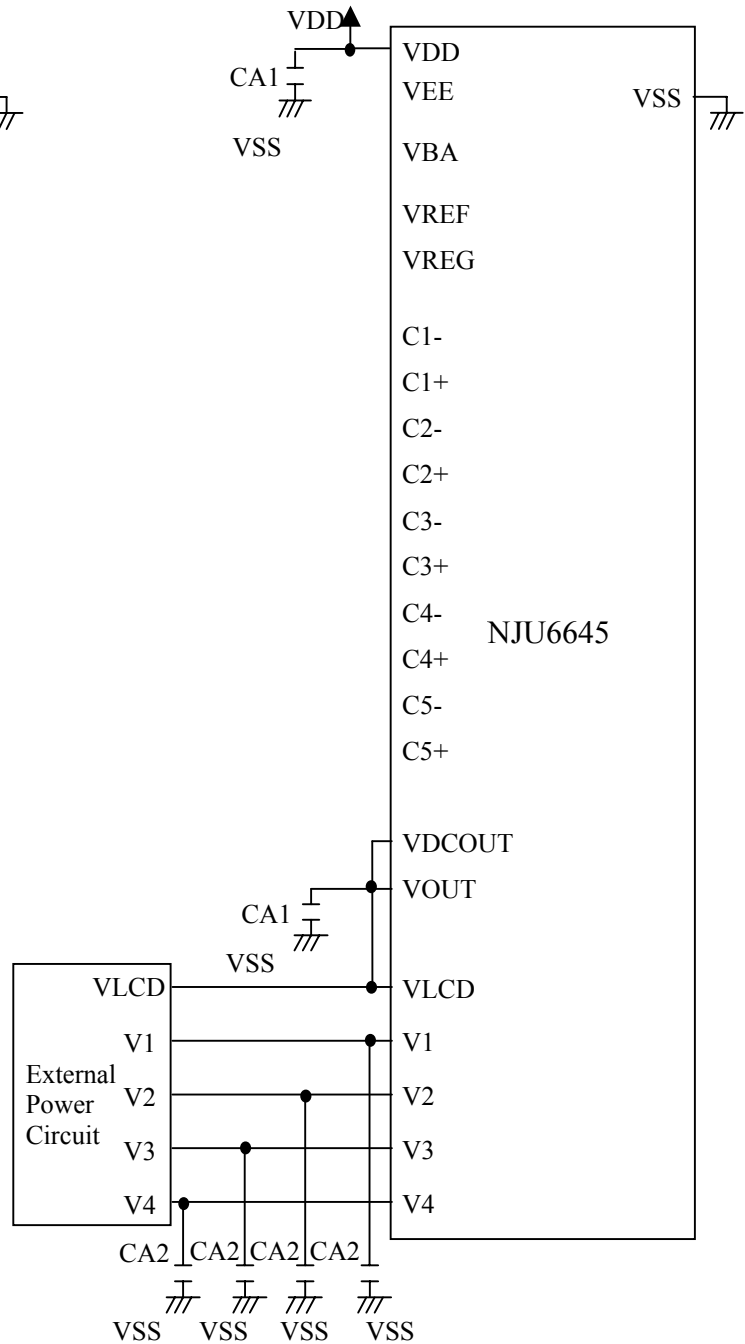 VDD
VDD
CA1
VEE
VSS
VSS
VBA
VREF
VREG
C1-
C1+
C2-
C2+
C3-
C3+
C4-
NJU6645
C4+
C5-
C5+
VDCOUT
VOUT
CA1
VSS
VLCD
VLCD
V1
V1
External
Power
Circuit
V2
V2
V3
V3
V4
V4
CA2
CA2
CA2
CA2
VSS
VSS
VSS
VSS